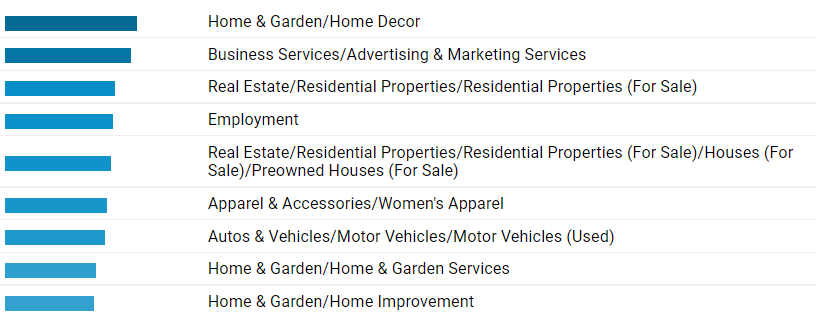 Home & Garden/Home Decor
Business Services/Advertising & Marketing Services
Real Estate/Residential Properties/Residential Properties (For Sale)
Employment
Real Estate/Residential Properties/Residential Properties (For Sale)/Houses (For
Sale)/Preowned Houses (For Sale)
Apparel & Accessories/Women's Apparel
Autos & Vehicles/Motor Vehicles/Motor Vehicles (Used)
Home & Garden/Home & Garden Services
Home & Garden/Home Improvement